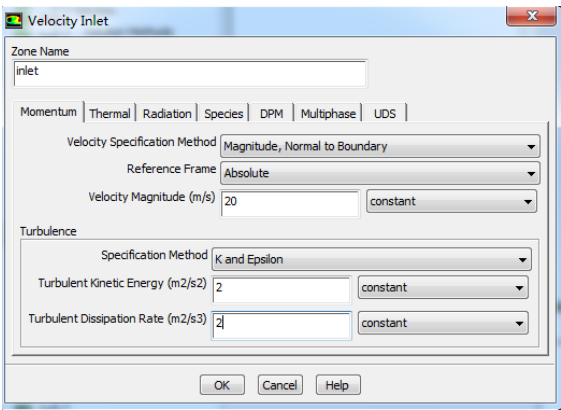 Velocity Inlet
Zone Name
inlet
Momentum Thermal Radiation Species DPM Multiphase UDS
Velocity Specification Method Magnitude, Normal to Boundary
Reference Frame Absolute
Velocity Magnitude (m/s) 20 constant
Turbulence
Specification Method K and Epsilon
Turbulent Kinetic Energy (m2/s2) 2 constant
Turbulent Dissipation Rate (m2/s3) 2 constant
OK Cancel Help